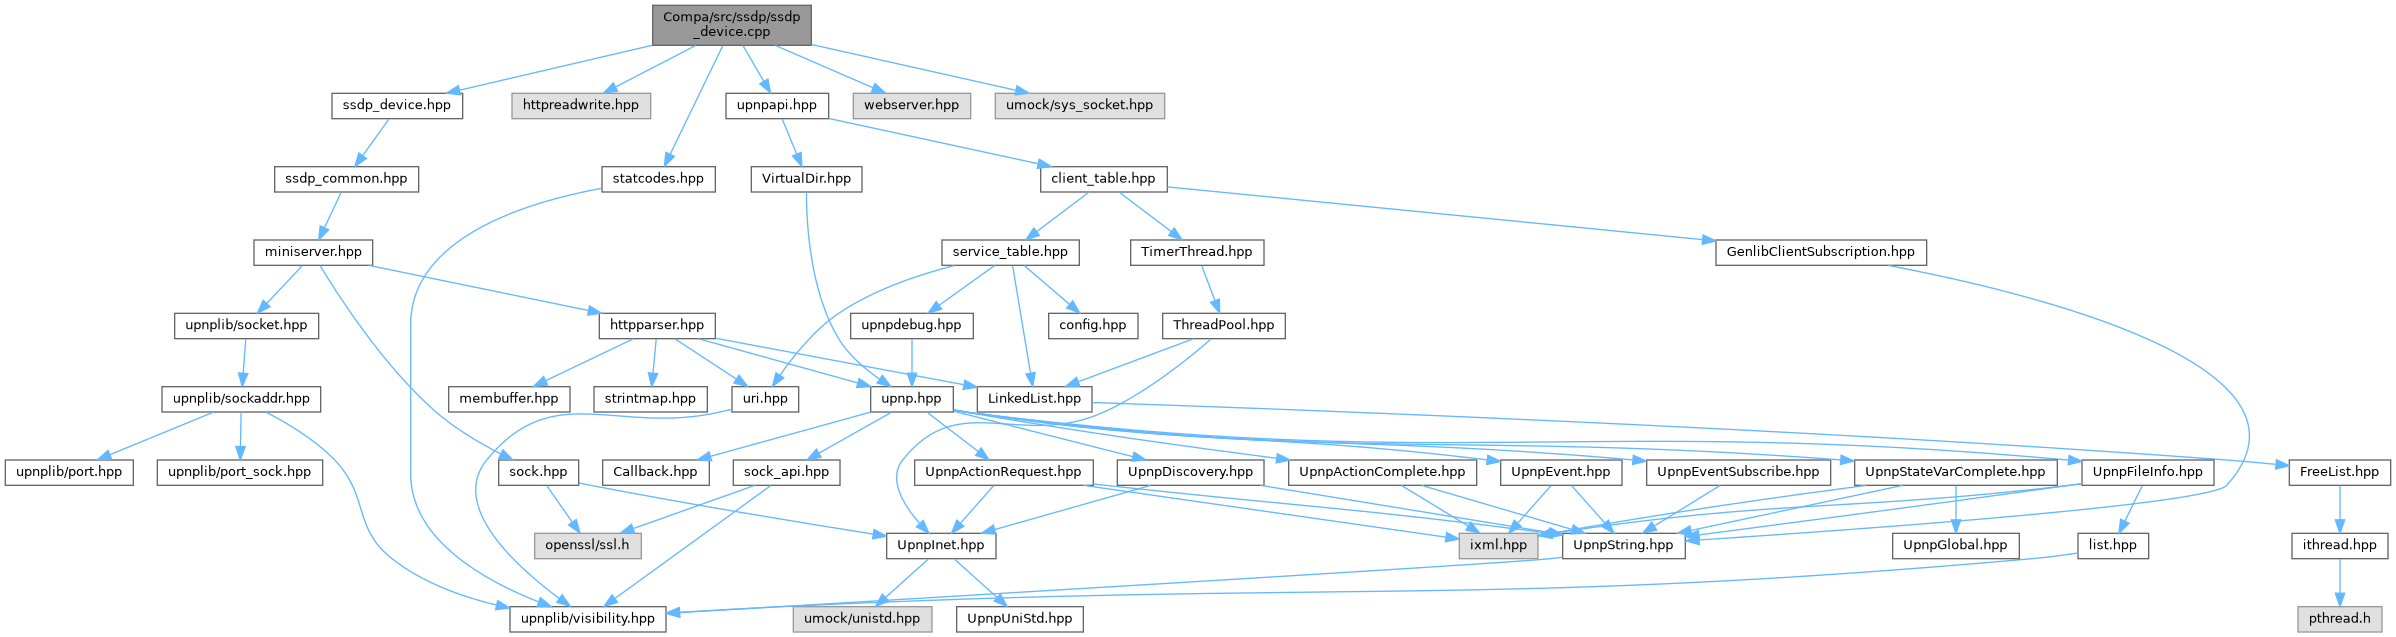 Compa/src/ssdp/ssdp
_device.cpp
ssdp_device.hpp
httpreadwrite.hpp
upnpapi.hpp
webserver.hpp
umock/sys_socket.hpp
ssdp_common.hpp
statcodes.hpp
VirtualDir.hpp
client_table.hpp
miniserver.hpp
service_table.hpp
TimerThread.hpp
GenlibClientSubscription.hpp
upnplib/socket.hpp
httpparser.hpp
upnpdebug.hpp
config.hpp
ThreadPool.hpp
upnplib/sockaddr.hpp
membuffer.hpp
strintmap.hpp
uri.hpp
upnp.hpp
LinkedList.hpp
upnplib/port.hpp
upnplib/port_sock.hpp
sock.hpp
Callback.hpp
sock_api.hpp
UpnpActionRequest.hpp
UpnpDiscovery.hpp
UpnpActionComplete.hpp
UpnpEvent.hpp
UpnpEventSubscribe.hpp
UpnpStateVarComplete.hpp
UpnpFileInfo.hpp
FreeList.hpp
openssl/ssl.h
UpnpInet.hpp
ixml.hpp
UpnpString.hpp
UpnpGlobal.hpp
list.hpp
ithread.hpp
upnplib/visibility.hpp
umock/unistd.hpp
UpnpUniStd.hpp
pthread.h